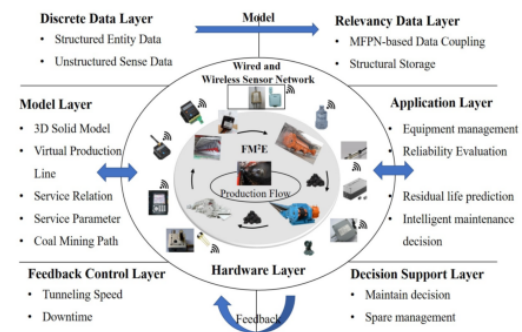 Discrete Data Layer
• Structured Entity Data
• Unstructured Sense Data
Model
Relevancy Data Layer
• MFPN-based Data Coupling
• Structural Storage
Wired and
Wireless Sensor Network
Model Layer
• 3D Solid Model
• Virtual Production
Line
• Service Relation
• Service Parameter
• Coal Mining Path
FM²E
Production Flow
Application Layer
• Equipment management
• Reliability Evaluation
• Residual life prediction
• Intelligent maintenance
decision
Hardware Layer
Feedback Control Layer
• Tunneling Speed
• Downtime
Feedback
Decision Support Layer
• Maintain decision
• Spare management